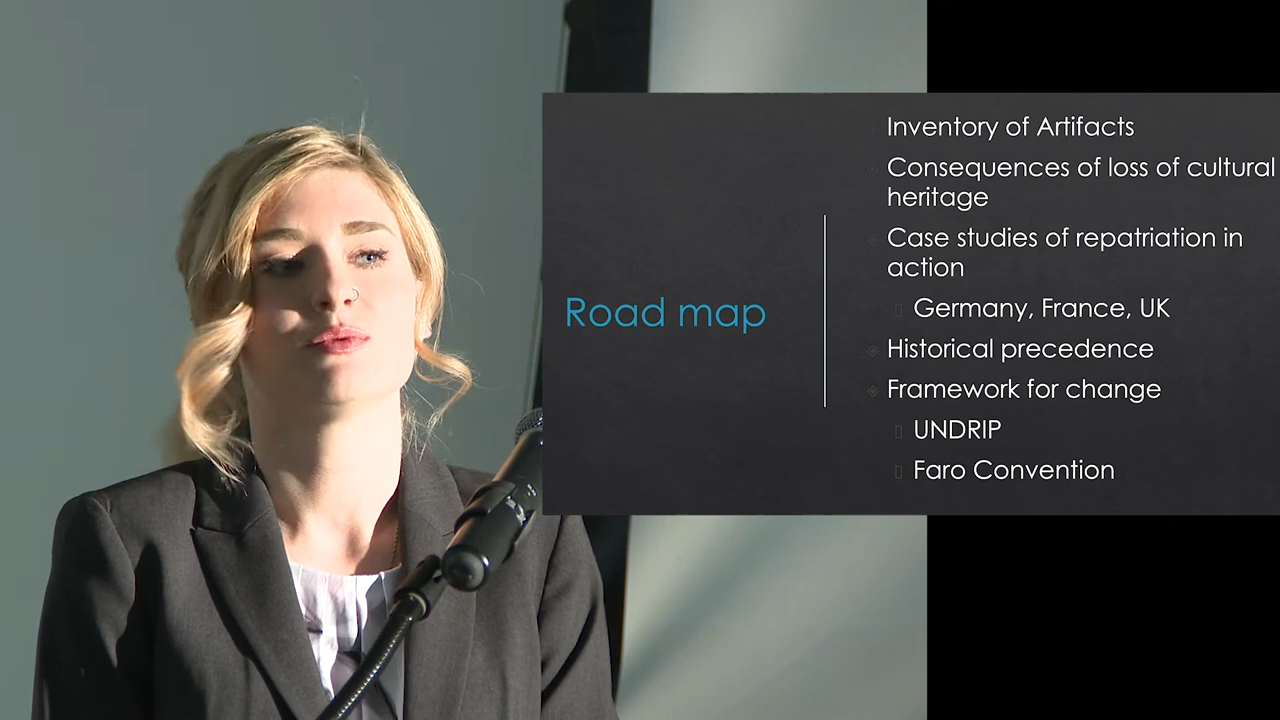 Road map
Inventory of Artifacts
Consequences of loss of cultural
heritage
Case studies of repatriation in
action
Germany, France, UK
Historical precedence
Framework for change
UNDRIP
Faro Convention